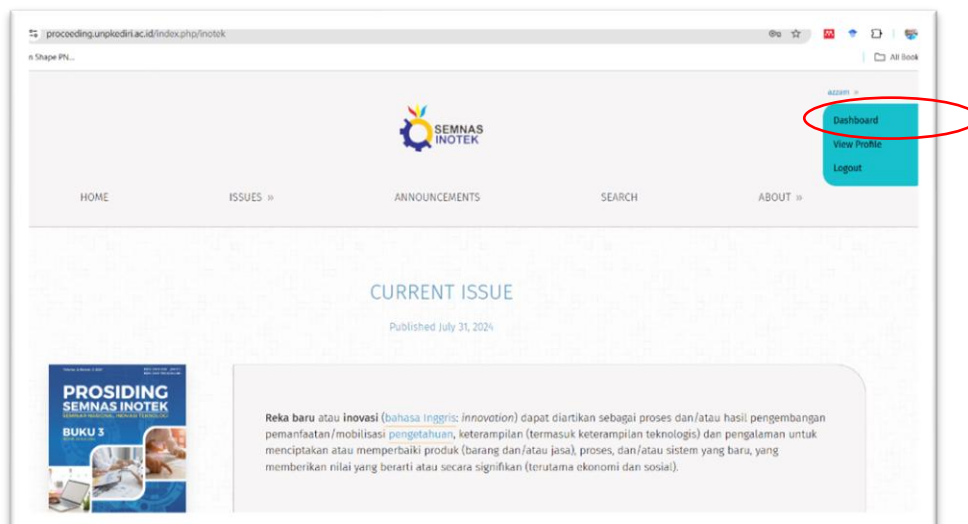 proceeding.unpkediri.ac.id/index.php/inotek
n Shape PN...
All Book
azzam »
Dashboard
View Profile
Logout
SEMNAS
INOTEK
HOME
ISSUES »
ANNOUNCEMENTS
SEARCH
ABOUT »
CURRENT ISSUE
Published July 31, 2024
PROSIDING
SEMNAS INOTEK
SEMINAR NASIONAL INOVASI TEKNOLOGI
BUKU 3
Reka baru atau inovasi (bahasa Inggris: innovation) dapat diartikan sebagai proses dan/atau hasil pengembangan
pemanfaatan/mobilisasi pengetahuan, keterampilan (termasuk keterampilan teknologis) dan pengalaman untuk
menciptakan atau memperbaiki produk (barang dan/atau jasa), proses, dan/atau sistem yang baru, yang
memberikan nilai yang berarti atau secara signifikan (terutama ekonomi dan sosial).